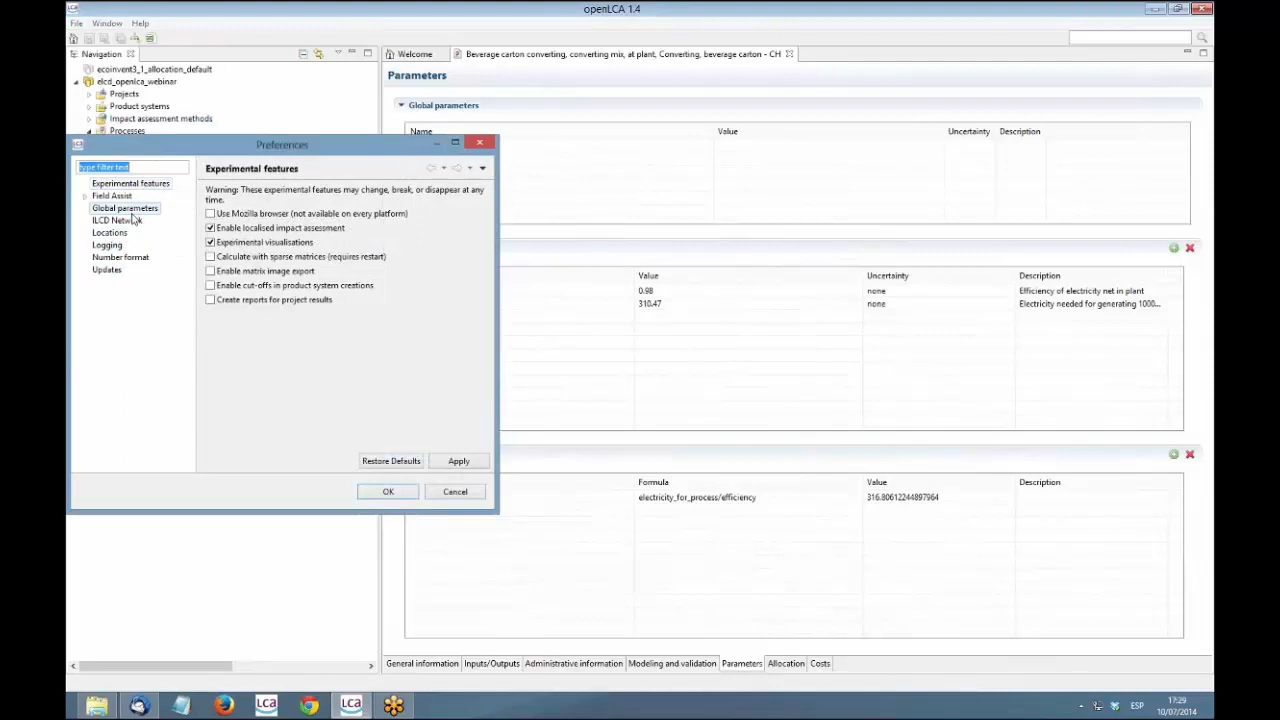 openLCA 1.4
File Window Help
Navigation
Welcome
Beverage carton converting, converting mix, at plant, Converting, beverage carton - CH
ecoinvent3_1_allocation_default
elcd_openlca_webinar
Projects
Product systems
Impact assessment methods
Processes
Parameters
Global parameters
Name Value Uncertainty Description
Preferences
type filter text
Experimental features
Field Assist
Global parameters
ILCD Network
Locations
Logging
Number format
Updates
Experimental features
Warning: These experimental features may change, break, or disappear at any
time.
Use Mozilla browser (not available on every platform)
Enable localised impact assessment
Experimental visualisations
Calculate with sparse matrices (requires restart)
Enable matrix image export
Enable cut-offs in product system creations
Create reports for project results
Restore Defaults Apply
OK Cancel
Value Uncertainty Description
0.98 none Efficiency of electricity net in plant
310.47 none Electricity needed for generating 1000...
Formula Value Description
electricity_for_process/efficiency 316.80612244897964
General information Inputs/Outputs Administrative information Modeling and validation Parameters Allocation Costs
LCA LCA
ESP
17:29
10/07/2014